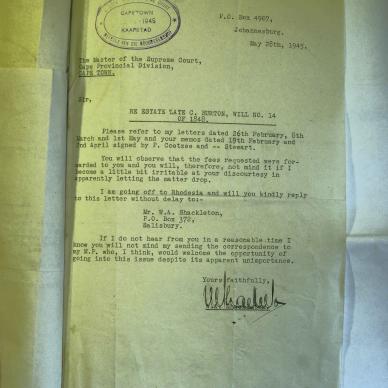 CAPETOWN
1945
KAAPSTAD
P.O. Box 4967,
Johannesburg.
May 28th, 1945.
The Master of the Supreme Court,
Cape Provincial Division,
CAPE TOWN.
Sir,
RE ESTATE LATE C. BURTON, WILL NO. 14
OF 1848.
Please refer to my letters dated 26th February, 8th
March and 1st May and your memos dated 19th February and
2nd April signed by P. Coetzee and -- Stewart.
You will observe that the fees requested were for-
warded to you and you will, therefore, not mind it if I
become a little bit irritable at your discourtesy in
apparently letting the matter drop.
I am going off to Rhodesia and will you kindly reply
to this letter without delay to:-
Mr. W.A. Shackleton,
P.O. Box 372,
Salisbury.
If I do not hear from you in a reasonable time I
know you will not mind my sending the correspondence to
my M.P. who, I think, would welcome the opportunity of
going into this issue despite its apparent unimportance.
Yours faithfully,